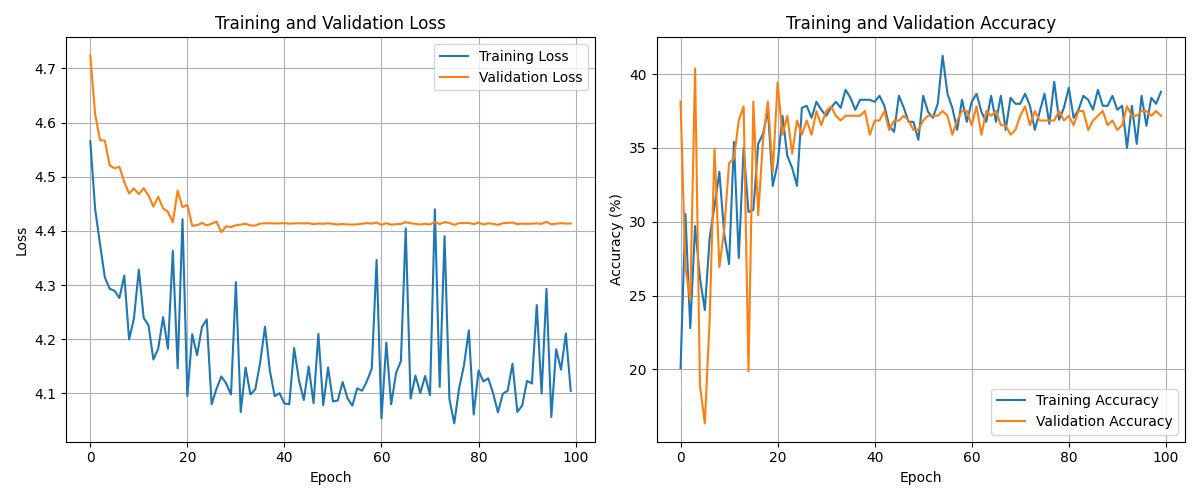 Training and Validation Loss
4.7
4.6
4.5
4.4
4.3
4.2
4.1
Loss
0 20 40 60 80 100
Epoch
Training Loss
Validation Loss
Training and Validation Accuracy
40
35
30
25
20
Accuracy (%)
0 20 40 60 80 100
Epoch
Training Accuracy
Validation Accuracy